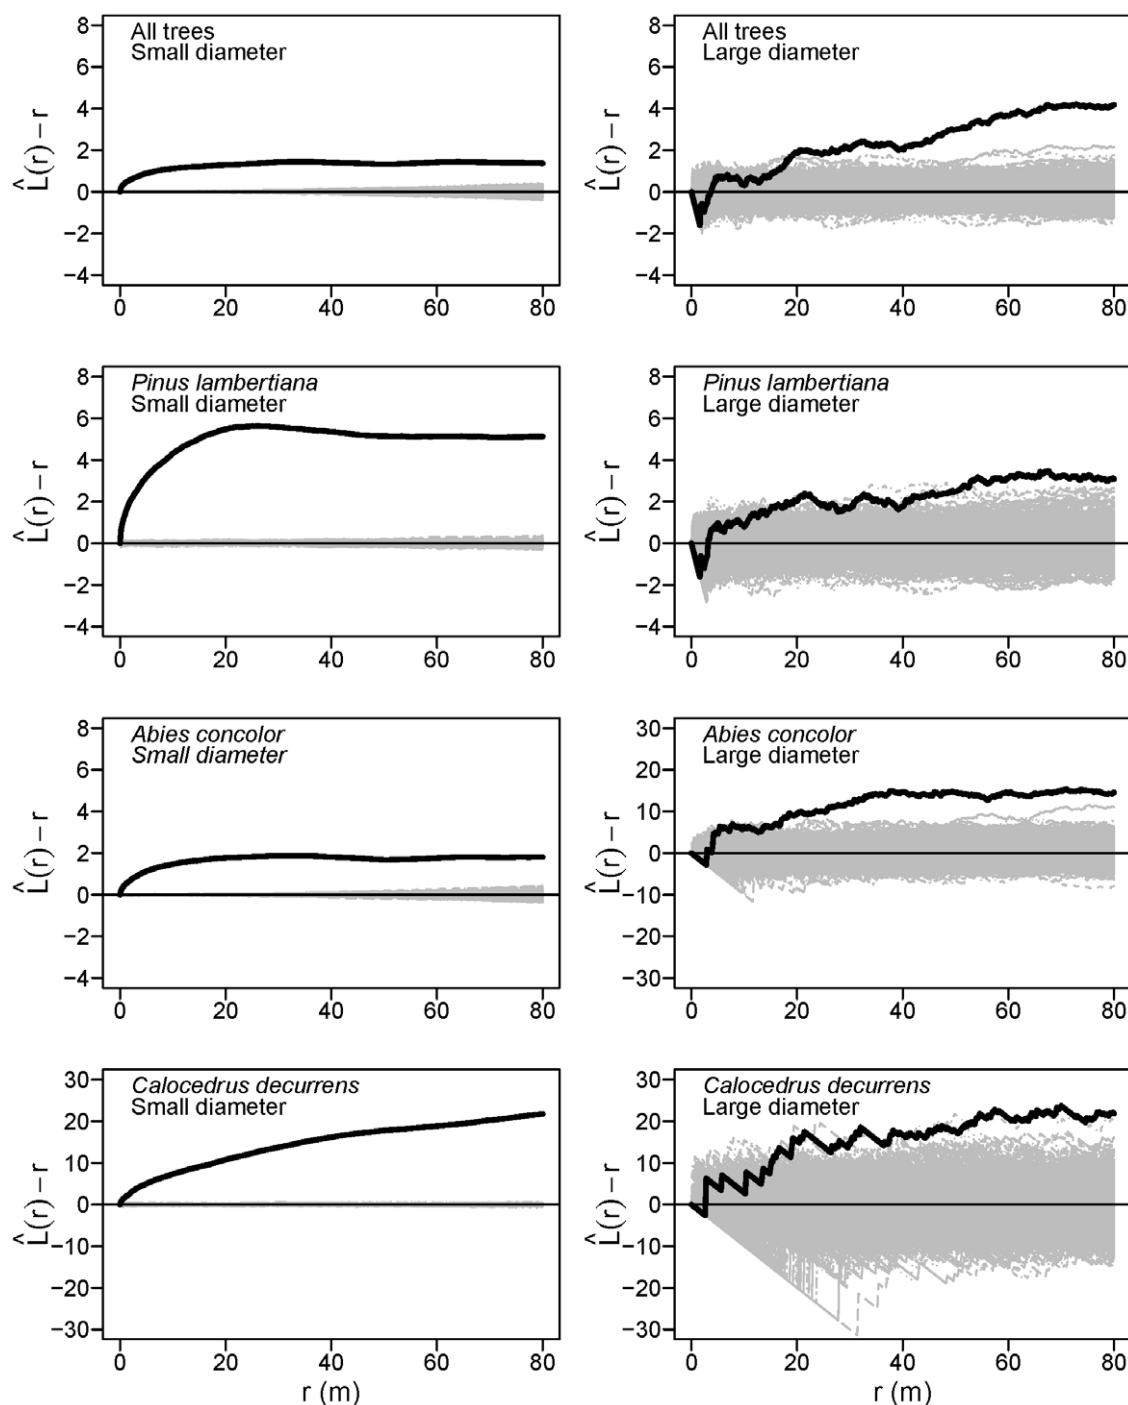 All trees
Small diameter
8
6
4
2
0
−2
−4
L̂(r) − r
0 20 40 60 80
All trees
Large diameter
8
6
4
2
0
−2
−4
L̂(r) − r
0 20 40 60 80
Pinus lambertiana
Small diameter
8
6
4
2
0
−2
−4
L̂(r) − r
0 20 40 60 80
Pinus lambertiana
Large diameter
8
6
4
2
0
−2
−4
L̂(r) − r
0 20 40 60 80
Abies concolor
Small diameter
8
6
4
2
0
−2
−4
L̂(r) − r
0 20 40 60 80
Abies concolor
Large diameter
30
20
10
0
−10
−20
−30
L̂(r) − r
0 20 40 60 80
Calocedrus decurrens
Small diameter
30
20
10
0
−10
−20
−30
L̂(r) − r
0 20 40 60 80
r (m)
Calocedrus decurrens
Large diameter
30
20
10
0
−10
−20
−30
L̂(r) − r
0 20 40 60 80
r (m)